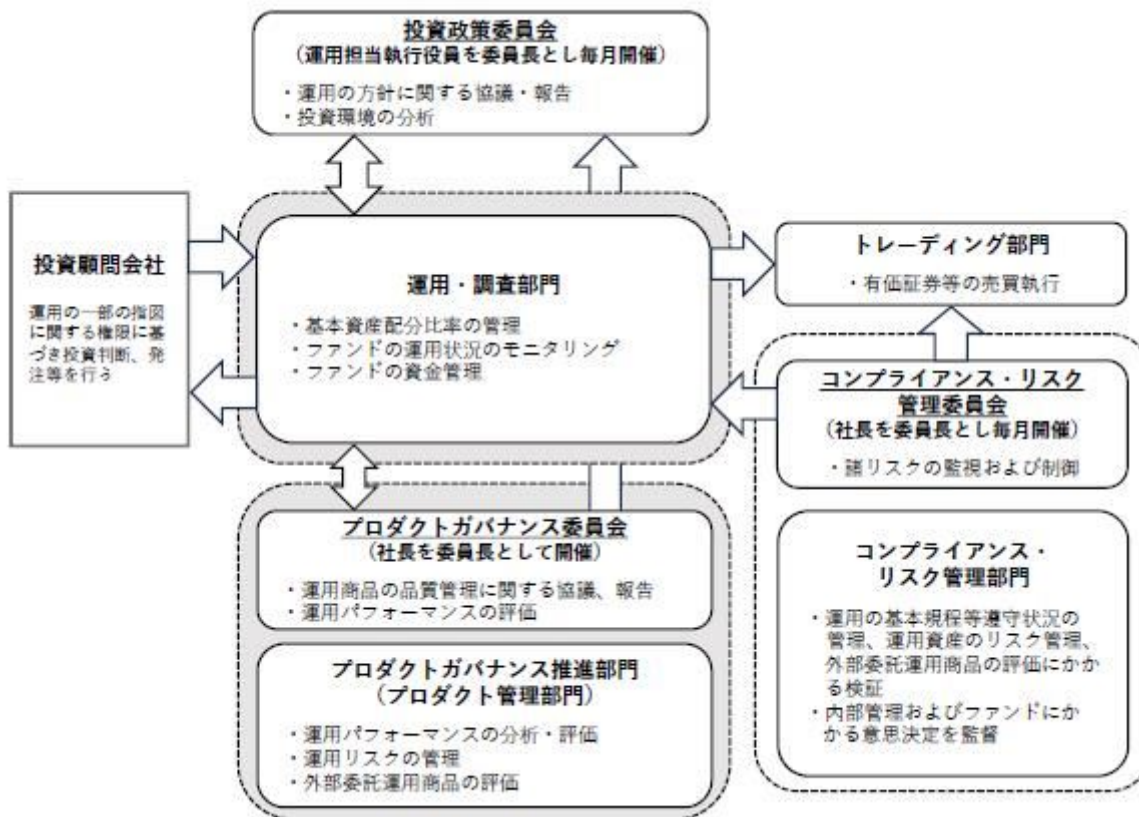 投資政策委員会
（運用担当執行役員を委員長とし毎月開催）
・運用の方針に関する協議・報告
・投資環境の分析
投資顧問会社
運用の一部の指図
に関する権限に基
づき投資判断、発
注等を行う
運用・調査部門
・基本資産配分比率の管理
・ファンドの運用状況のモニタリング
・ファンドの資金管理
トレーディング部門
・有価証券等の売買執行
コンプライアンス・リスク
管理委員会
（社長を委員長とし毎月開催）
・諸リスクの監視および制御
プロダクトガバナンス委員会
（社長を委員長として開催）
・運用商品の品質管理に関する協議、報告
・運用パフォーマンスの評価
プロダクトガバナンス推進部門
（プロダクト管理部門）
・運用パフォーマンスの分析・評価
・運用リスクの管理
・外部委託運用商品の評価
コンプライアンス・
リスク管理部門
・運用の基本規程等遵守状況の
管理、運用資産のリスク管理、
外部委託運用商品の評価にかか
る検証
・内部管理およびファンドにか
かる意思決定を監督